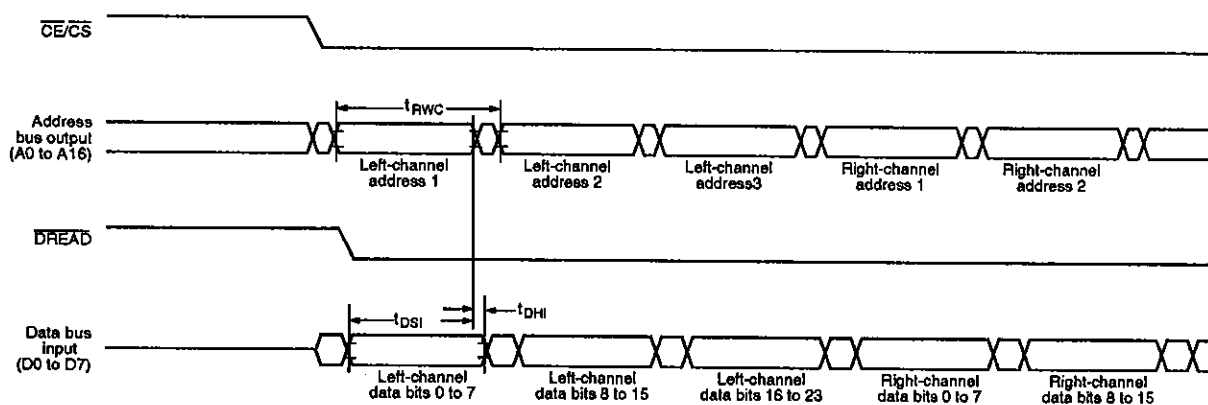 CE/CS
tRWC
Address
bus output
(A0 to A16)
Left-channel
address 1
Left-channel
address 2
Left-channel
address3
Right-channel
address 1
Right-channel
address 2
DREAD
tDSI
tDHI
Data bus
input
(D0 to D7)
Left-channel
data bits 0 to 7
Left-channel
data bits 8 to 15
Left-channel
data bits 16 to 23
Right-channel
data bits 0 to 7
Right-channel
data bits 8 to 15